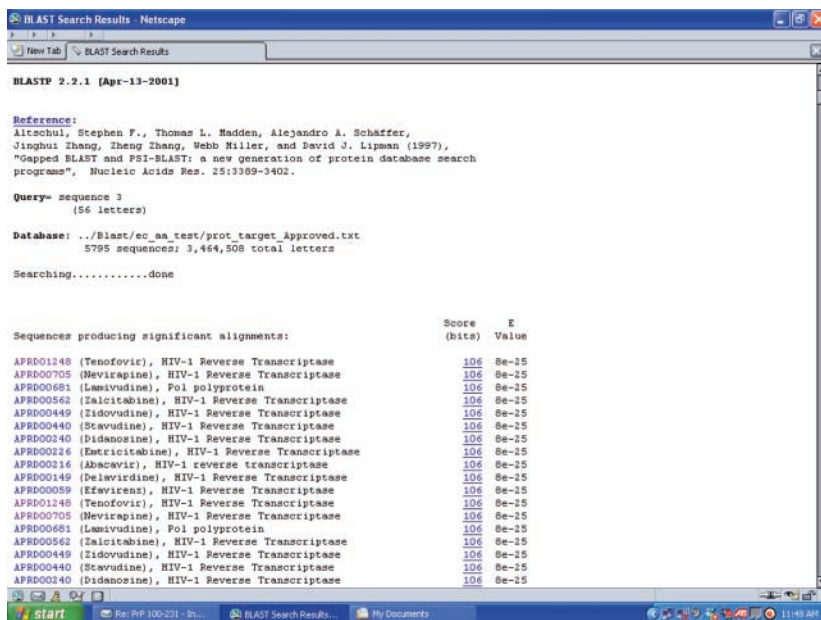 BLAST Search Results - Netscape
New Tab BLAST Search Results
BLASTP 2.2.1 [Apr-13-2001]
Reference:
Altschul, Stephen F., Thomas L. Madden, Alejandro A. Schäffer,
Jinghui Zhang, Zheng Zhang, Webb Miller, and David J. Lipman (1997),
"Gapped BLAST and PSI-BLAST: a new generation of protein database search
programs", Nucleic Acids Res. 25:3389-3402.
Query= sequence 3
(56 letters)
Database: ../Blast/ec_aa_test/prot_target_Approved.txt
5795 sequences; 3,464,508 total letters
Searching............done
Score E
Sequences producing significant alignments: (bits) Value
APRD01248 (Tenofovir), HIV-1 Reverse Transcriptase 106 8e-25
APRD00705 (Nevirapine), HIV-1 Reverse Transcriptase 106 8e-25
APRD00681 (Lamivudine), Pol polyprotein 106 8e-25
APRD00562 (Zalcitabine), HIV-1 Reverse Transcriptase 106 8e-25
APRD00449 (Zidovudine), HIV-1 Reverse Transcriptase 106 8e-25
APRD00440 (Stavudine), HIV-1 Reverse Transcriptase 106 8e-25
APRD00240 (Didanosine), HIV-1 Reverse Transcriptase 106 8e-25
APRD00226 (Emtricitabine), HIV-1 Reverse Transcriptase 106 8e-25
APRD00216 (Abacavir), HIV-1 reverse transcriptase 106 8e-25
APRD00149 (Delavirdine), HIV-1 Reverse Transcriptase 106 8e-25
APRD00059 (Efavirenz), HIV-1 Reverse Transcriptase 106 8e-25
APRD01248 (Tenofovir), HIV-1 Reverse Transcriptase 106 8e-25
APRD00705 (Nevirapine), HIV-1 Reverse Transcriptase 106 8e-25
APRD00681 (Lamivudine), Pol polyprotein 106 8e-25
APRD00562 (Zalcitabine), HIV-1 Reverse Transcriptase 106 8e-25
APRD00449 (Zidovudine), HIV-1 Reverse Transcriptase 106 8e-25
APRD00440 (Stavudine), HIV-1 Reverse Transcriptase 106 8e-25
APRD00240 (Didanosine), HIV-1 Reverse Transcriptase 106 8e-25
start Re: PrP 100-231 - In... BLAST Search Results... My Documents 11:48 AM